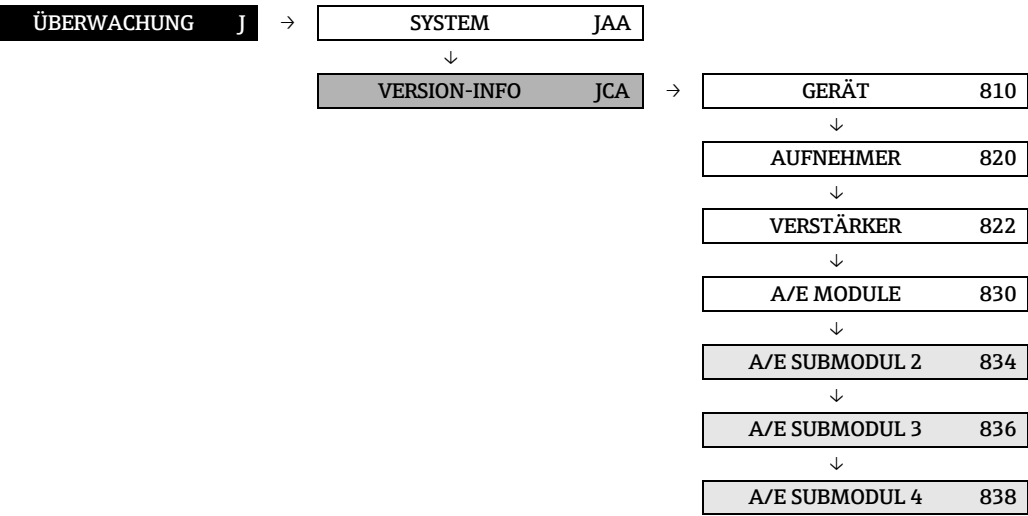 ÜBERWACHUNG J → SYSTEM JAA
↓
VERSION-INFO JCA → GERÄT 810
↓
AUFNEHMER 820
↓
VERSTÄRKER 822
↓
A/E MODULE 830
↓
A/E SUBMODUL 2 834
↓
A/E SUBMODUL 3 836
↓
A/E SUBMODUL 4 838